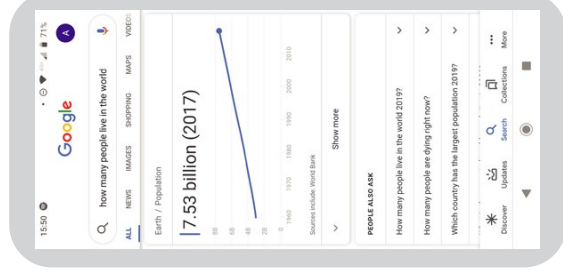 15:50
71%
Google
A
how many people live in the world
ALL NEWS IMAGES SHOPPING MAPS VIDEOS
Earth / Population
7.53 billion (2017)
8B
6B
4B
2B
0
1960 1970 1980 1990 2000 2010
Sources include: World Bank
Show more
PEOPLE ALSO ASK
How many people live in the world 2019?
How many people are dying right now?
Which country has the largest population 2019?
Discover Updates Search Collections More